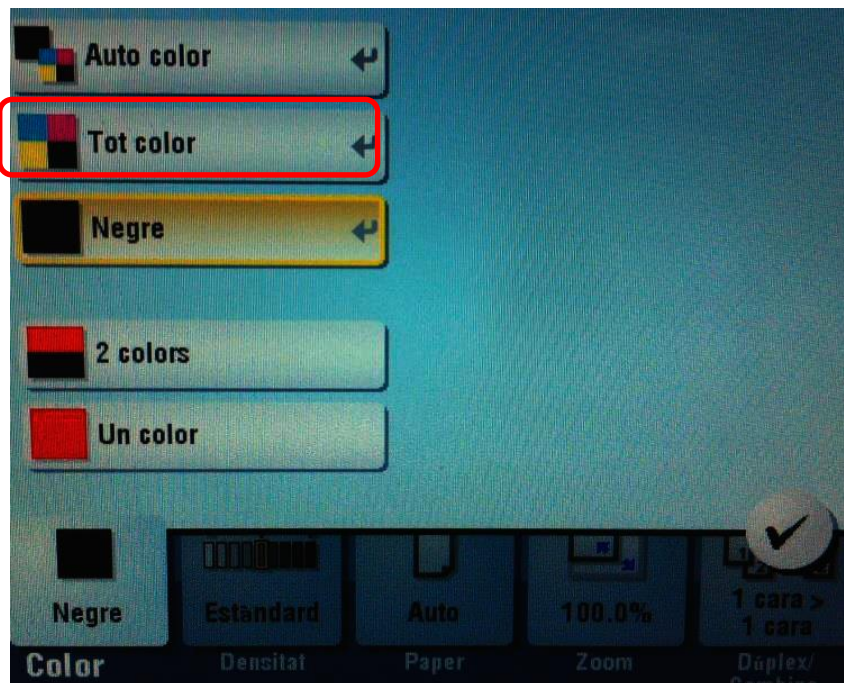 Auto color
Tot color
Negre
2 colors
Un color
Negre
Estàndard
Auto
100.0%
1 cara >
1 cara
Color
Densitat
Paper
Zoom
Dúplex/